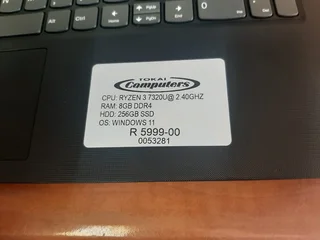 TOKAI
Computers
CPU: RYZEN 3 7320U@ 2.40GHZ
RAM: 8GB DDR4
HDD: 256GB SSD
OS: WINDOWS 11
R 5999-00
0053281